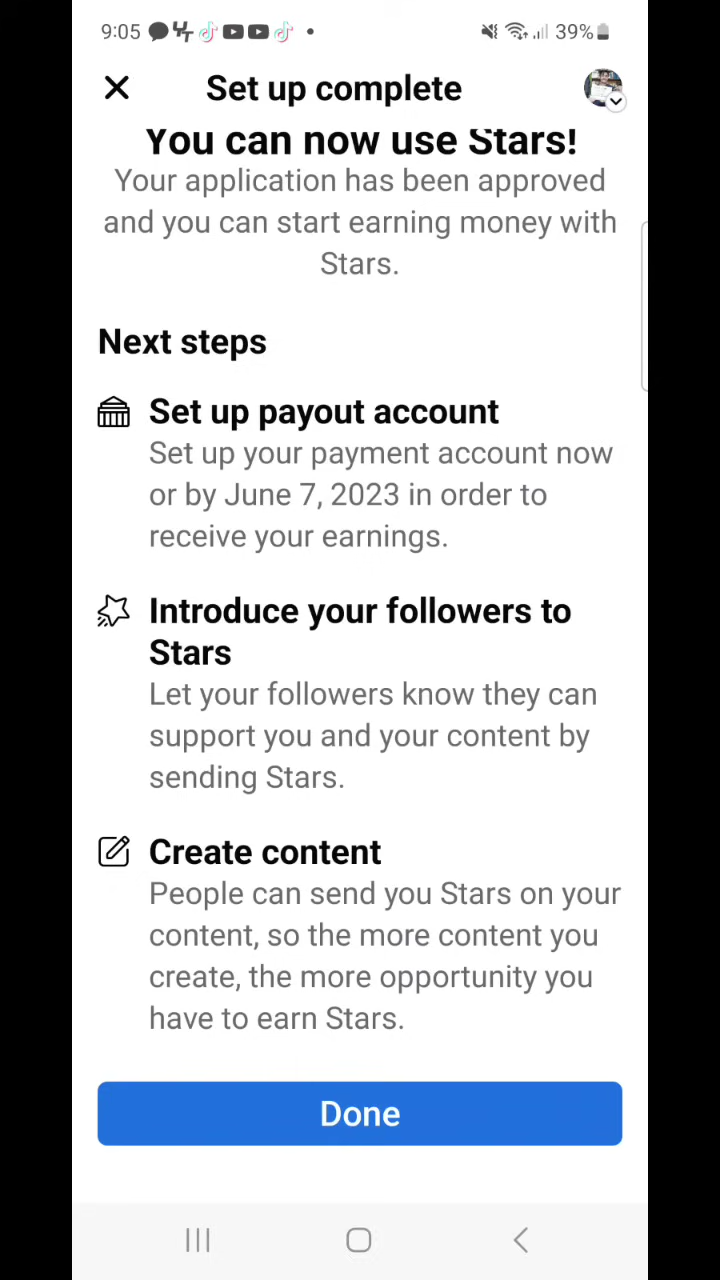 9:05
39%
Set up complete
You can now use Stars!
Your application has been approved
and you can start earning money with
Stars.
Next steps
Set up payout account
Set up your payment account now
or by June 7, 2023 in order to
receive your earnings.
Introduce your followers to
Stars
Let your followers know they can
support you and your content by
sending Stars.
Create content
People can send you Stars on your
content, so the more content you
create, the more opportunity you
have to earn Stars.
Done